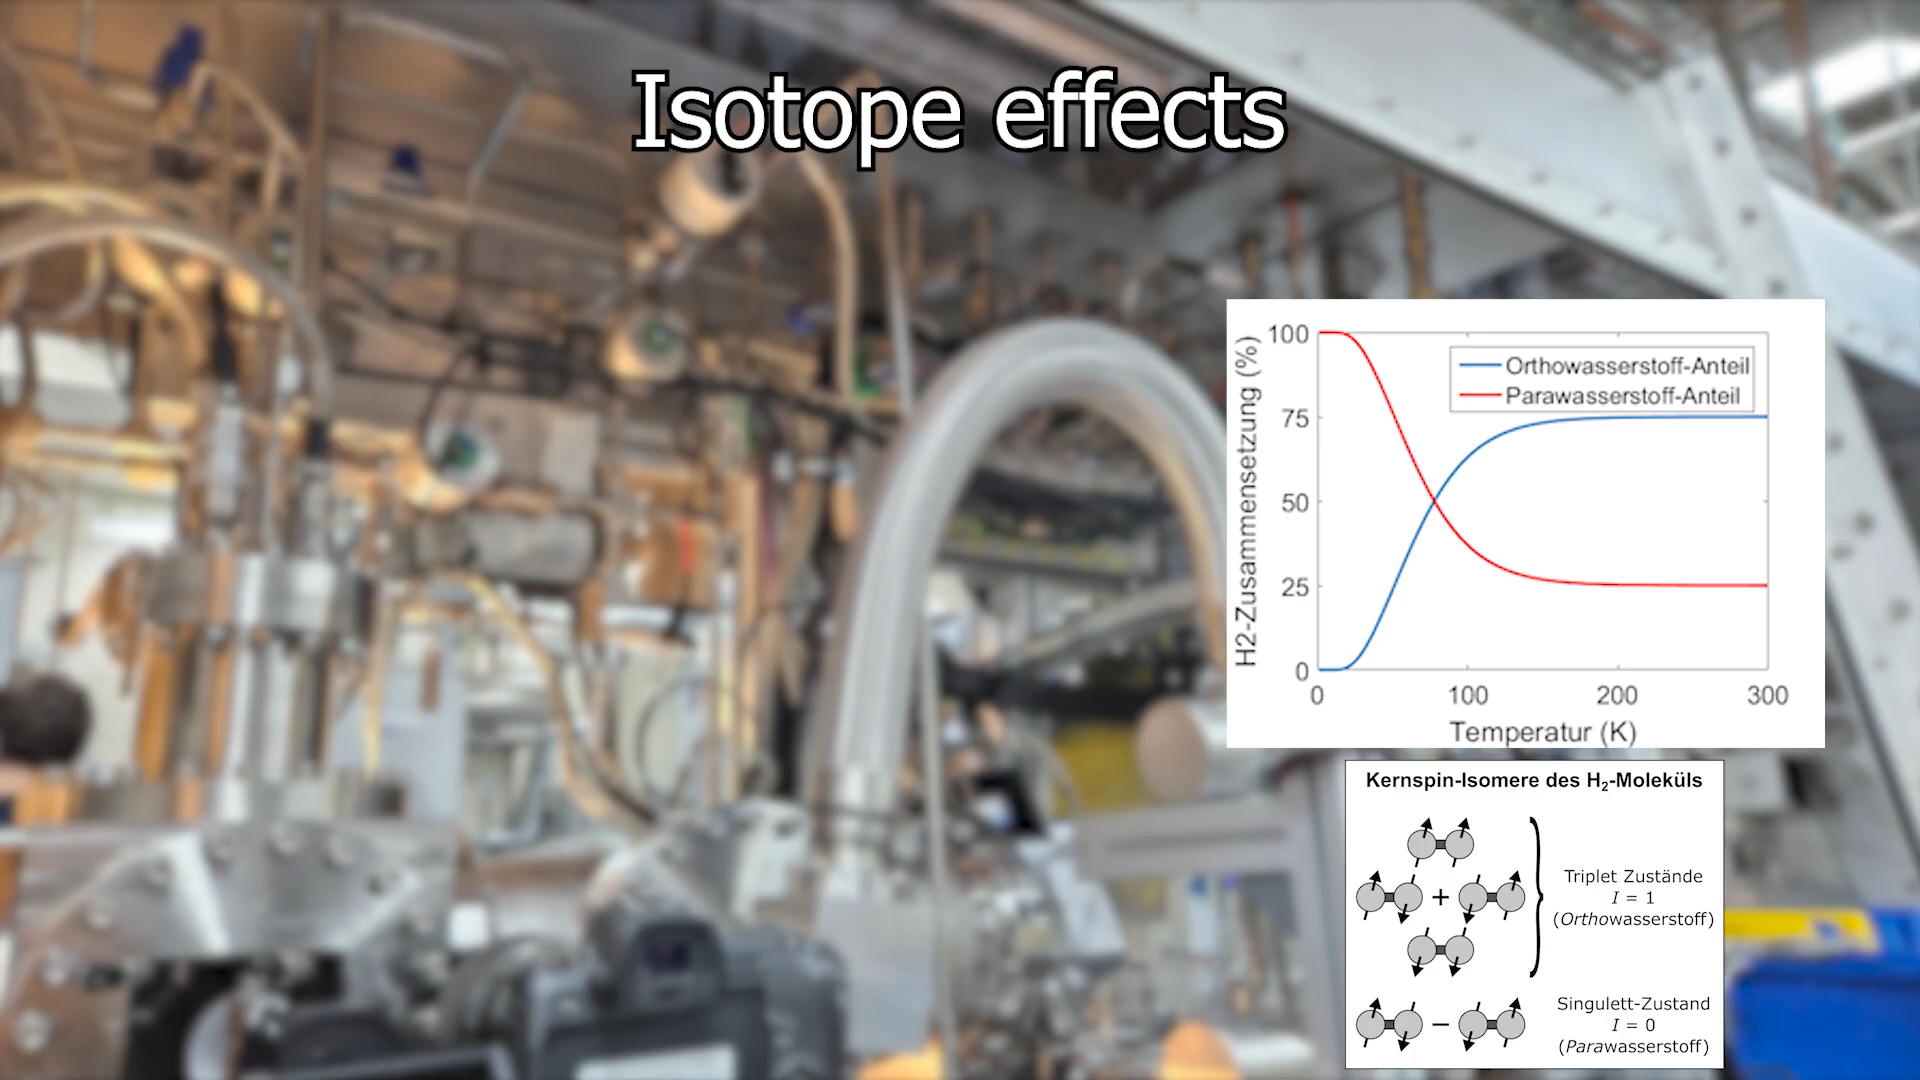 Isotope effects
H2-Zusammensetzung (%)
100
75
50
25
0
Orthowasserstoff-Anteil
Parawasserstoff-Anteil
0 100 200 300
Temperatur (K)
Kernspin-Isomere des H₂-Moleküls
+
Triplet Zustände
I = 1
(Orthowasserstoff)
−
Singulett-Zustand
I = 0
(Parawasserstoff)